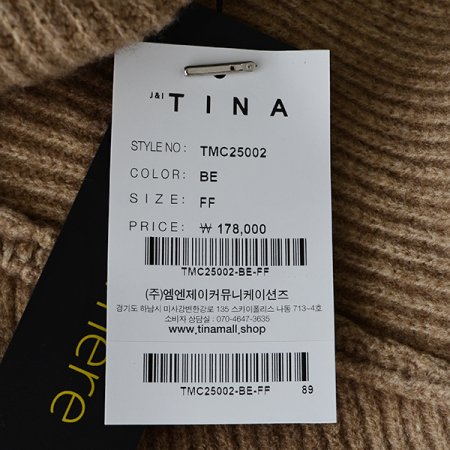 J&I TINA
STYLE NO : TMC25002
COLOR: BE
SIZE: FF
PRICE: ₩ 178,000
TMC25002-BE-FF
(주)엠엔제이커뮤니케이션즈
경기도 하남시 미사강변한강로 135 스카이폴리스 나동 713-4호
소비자 상담실 : 070-4647-3635
www.tinamall.shop
TMC25002-BE-FF 89
here